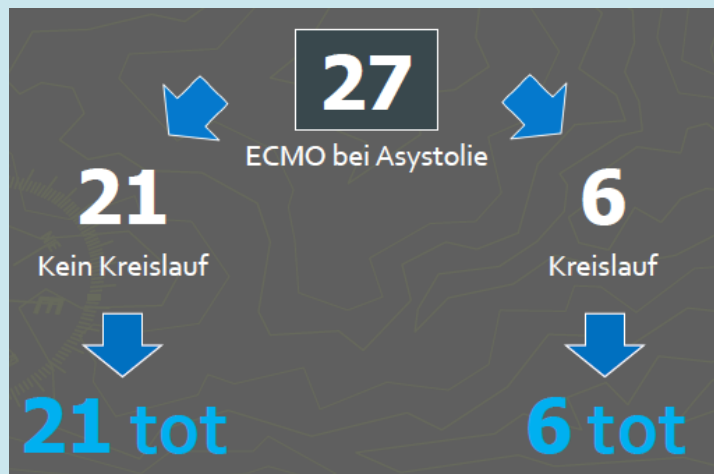 27
ECMO bei Asystolie
21
Kein Kreislauf
6
Kreislauf
21 tot
6 tot